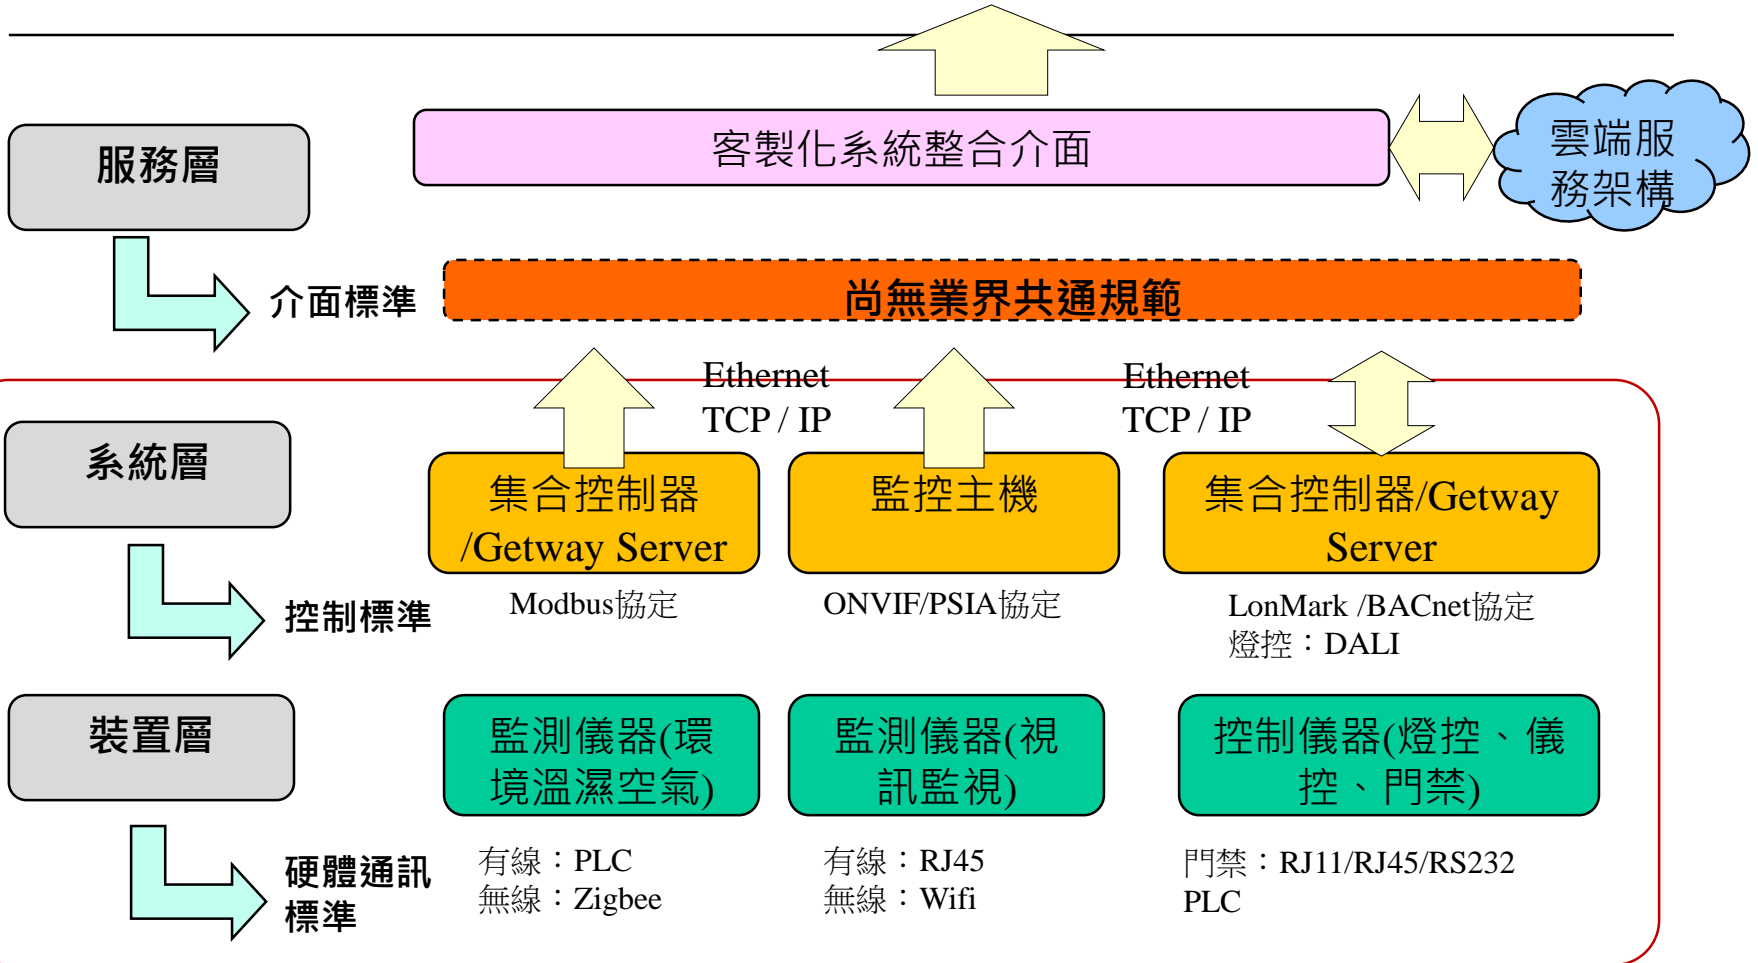 服務層
客製化系統整合介面
雲端服
務架構
介面標準
尚無業界共通規範
Ethernet
TCP / IP
Ethernet
TCP / IP
系統層
集合控制器
/Getway Server
監控主機
集合控制器/Getway
Server
控制標準
Modbus協定
ONVIF/PSIA協定
LonMark /BACnet協定
燈控：DALI
裝置層
監測儀器(環
境溫濕空氣)
監測儀器(視
訊監視)
控制儀器(燈控、儀
控、門禁)
硬體通訊
標準
有線：PLC
無線：Zigbee
有線：RJ45
無線：Wifi
門禁：RJ11/RJ45/RS232
PLC